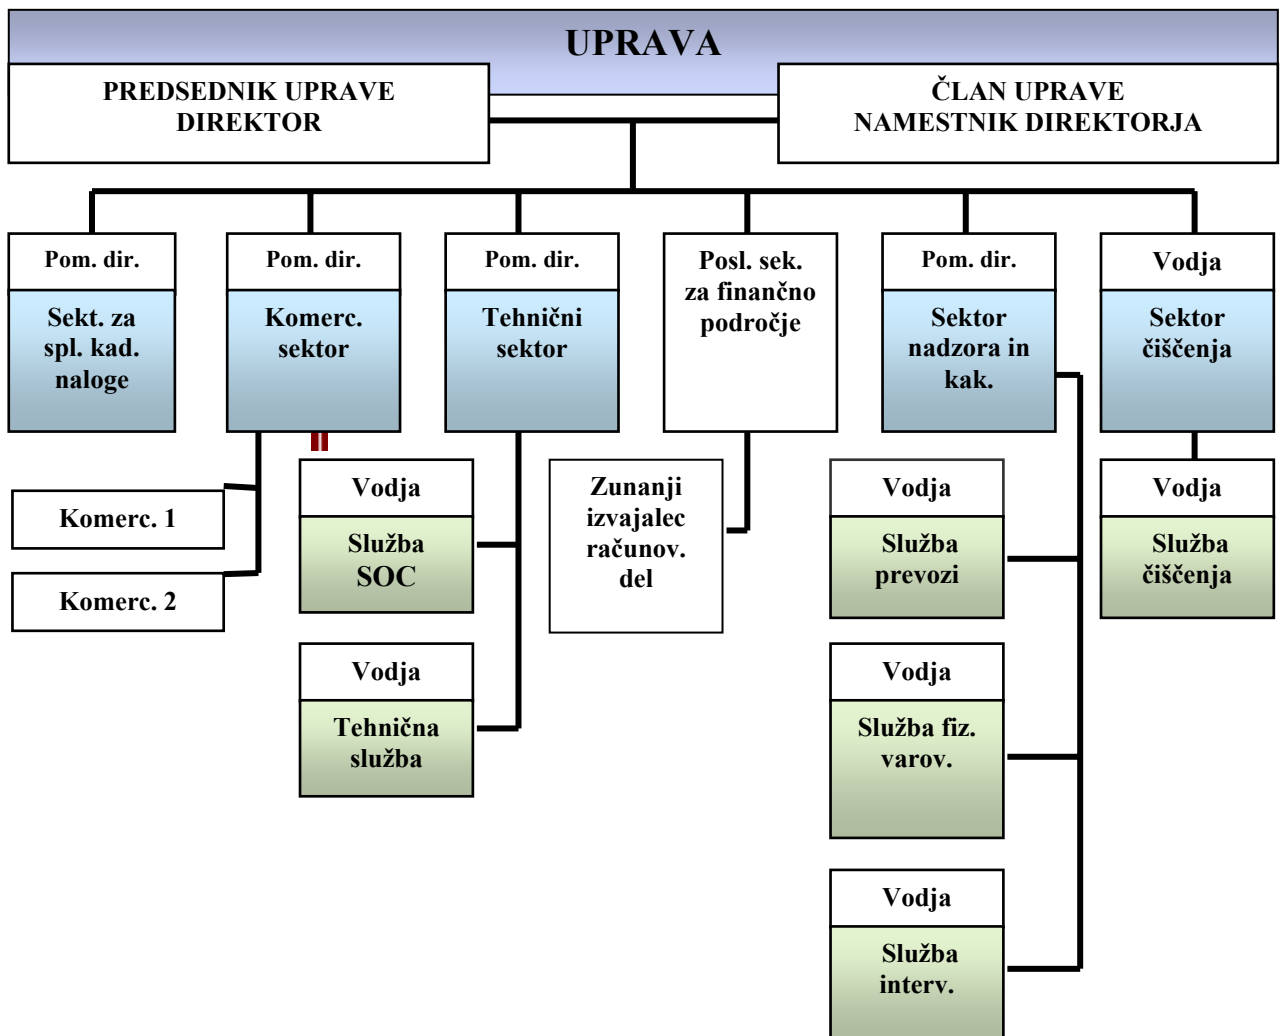 UPRAVA
PREDSEDNIK UPRAVE
DIREKTOR
ČLAN UPRAVE
NAMESTNIK DIREKTORJA
Pom. dir.
Sekt. za
spl. kad.
naloge
Pom. dir.
Komerc.
sektor
Pom. dir.
Tehnični
sektor
Posl. sek.
za finančno
področje
Pom. dir.
Sektor
nadzora in
kak.
Vodja
Sektor
čiščenja
Komerc. 1
Komerc. 2
Vodja
Služba
SOC
Vodja
Tehnična
služba
Zunanji
izvajalec
računov.
del
Vodja
Služba
prevozi
Vodja
Služba fiz.
varov.
Vodja
Služba
interv.
Vodja
Služba
čiščenja